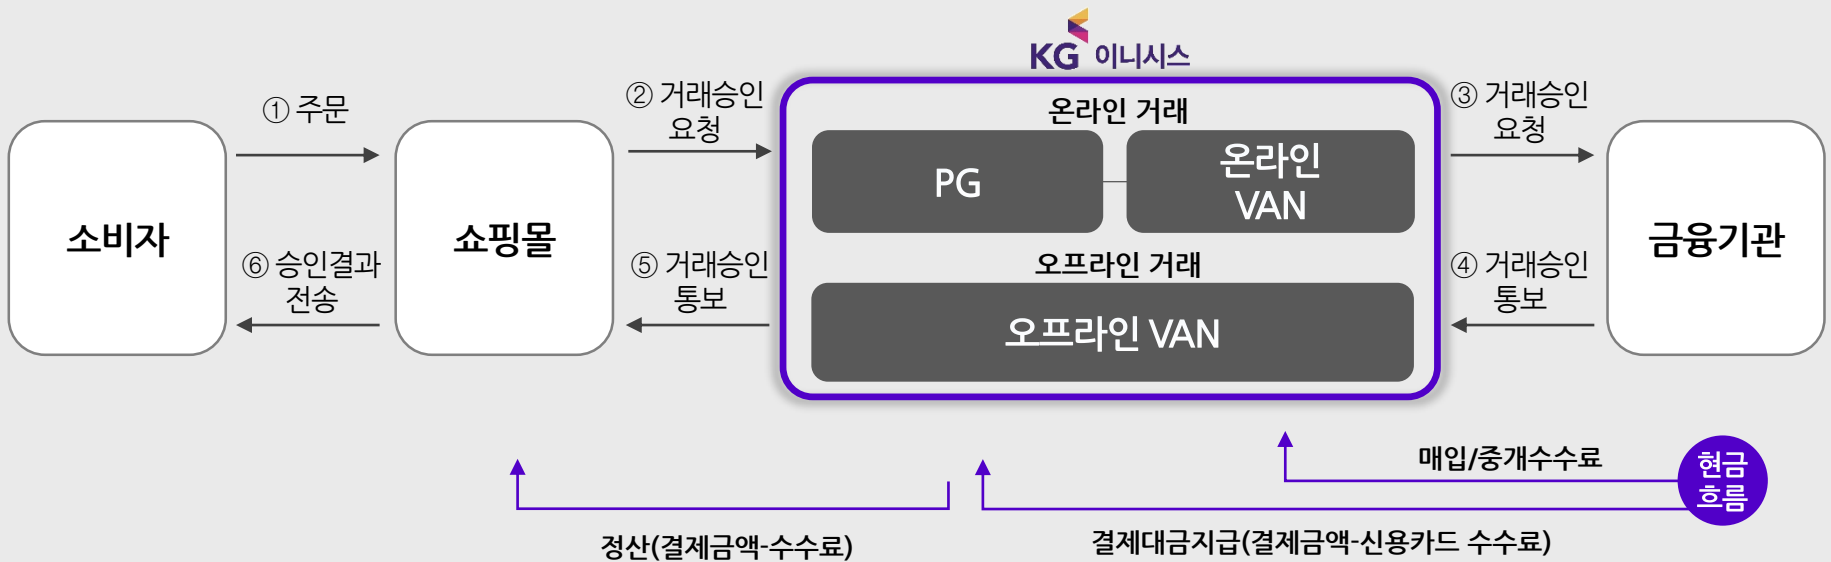 KG 이니시스
① 주문
② 거래승인
요청
온라인 거래
③ 거래승인
요청
PG
온라인
VAN
소비자
쇼핑몰
금융기관
⑥ 승인결과
전송
⑤ 거래승인
통보
오프라인 거래
④ 거래승인
통보
오프라인 VAN
매입/중개수수료
현금
흐름
정산(결제금액-수수료)
결제대금지급(결제금액-신용카드 수수료)